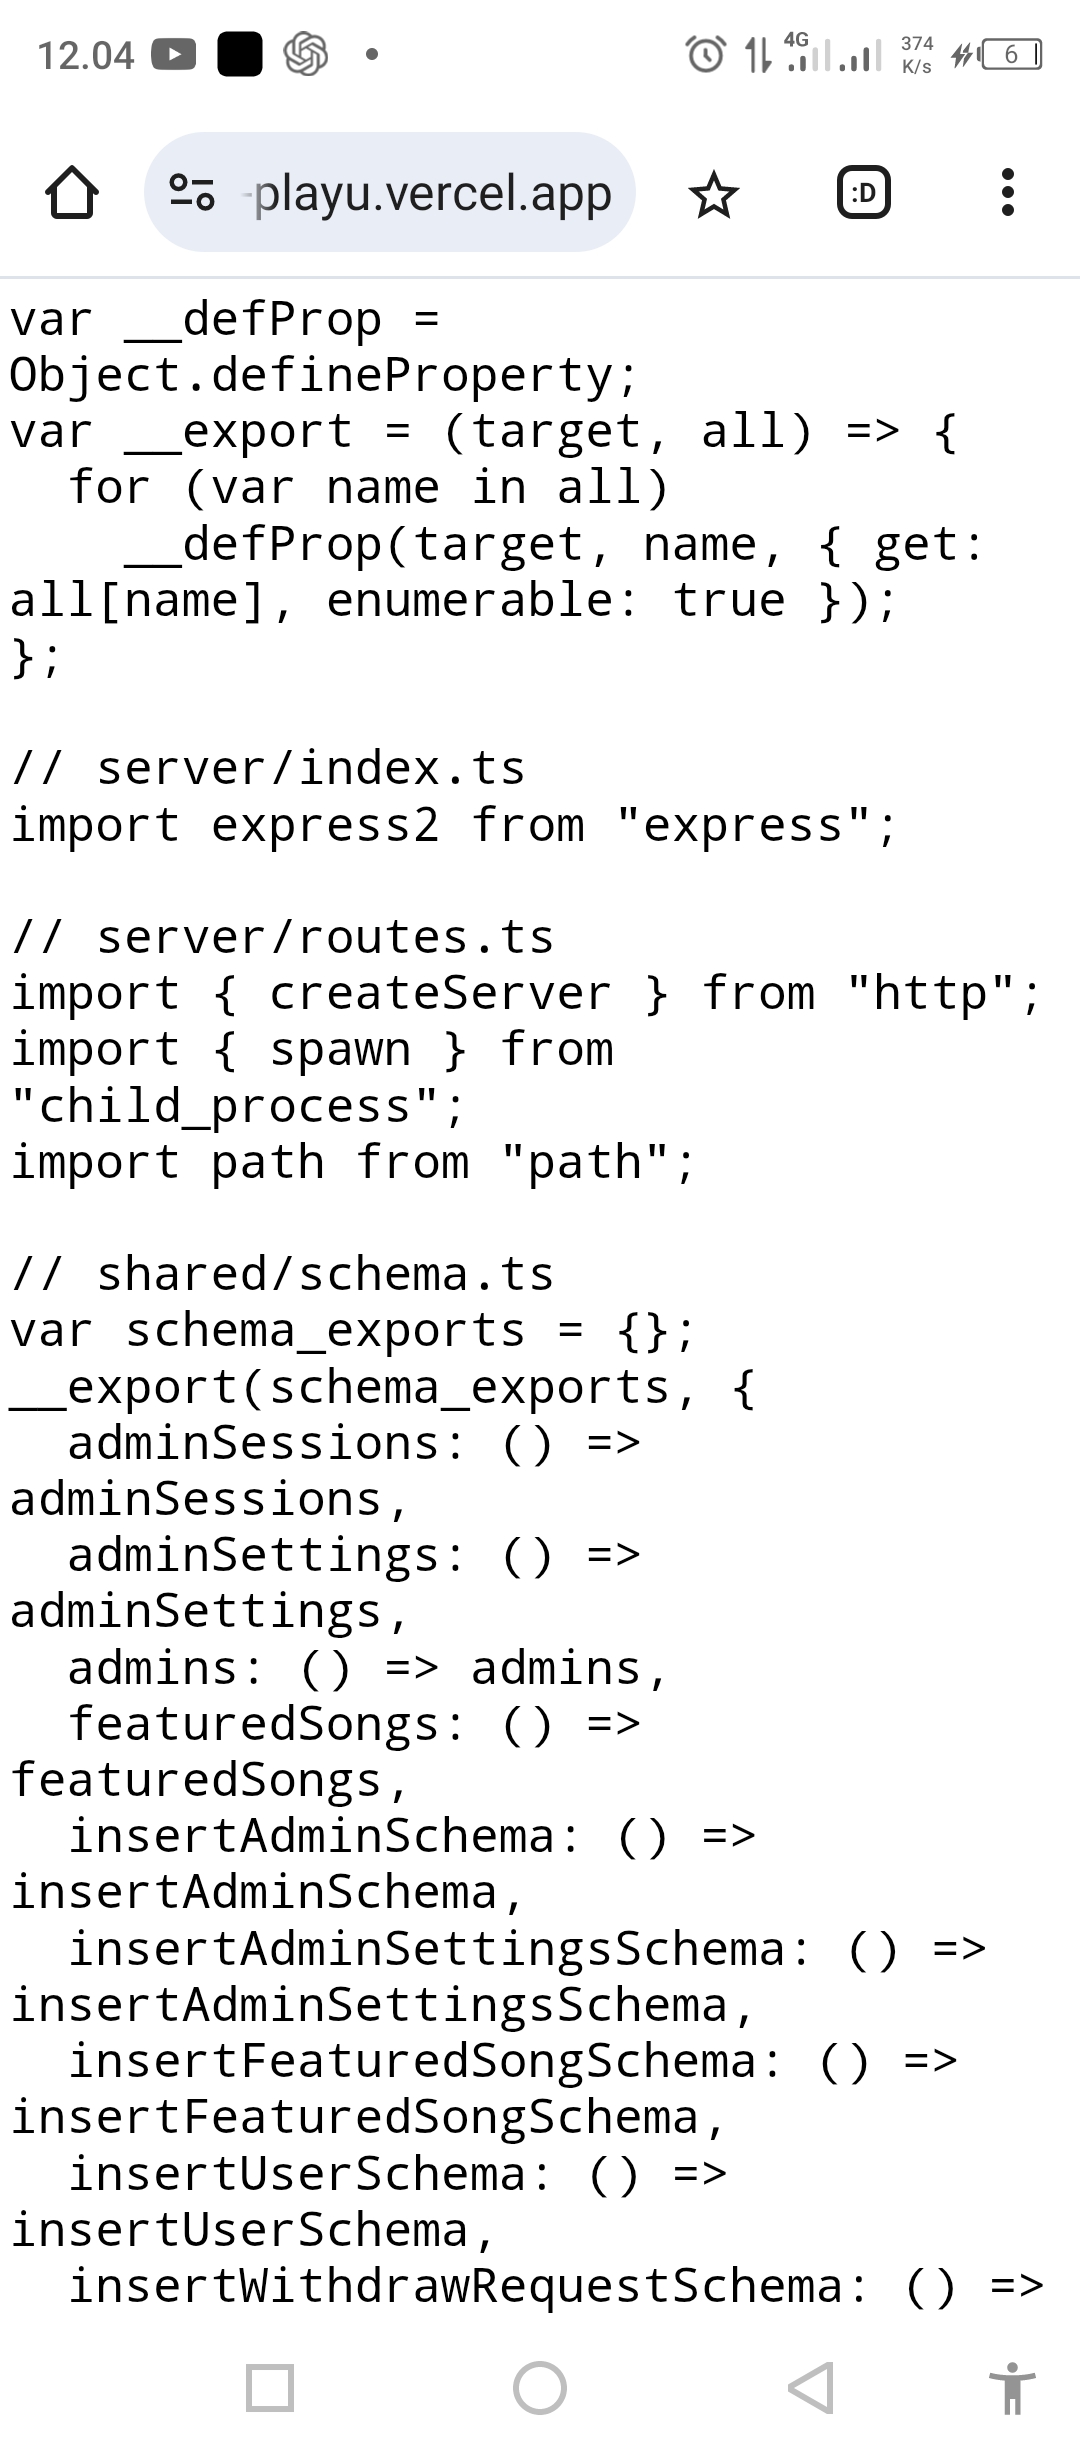 12.04
4G
374
K/s
6
-playu.vercel.app
:D
var __defProp =
Object.defineProperty;
var __export = (target, all) => {
  for (var name in all)
    __defProp(target, name, { get:
all[name], enumerable: true });
};

// server/index.ts
import express2 from "express";

// server/routes.ts
import { createServer } from "http";
import { spawn } from
"child_process";
import path from "path";

// shared/schema.ts
var schema_exports = {};
__export(schema_exports, {
  adminSessions: () =>
adminSessions,
  adminSettings: () =>
adminSettings,
  admins: () => admins,
  featuredSongs: () =>
featuredSongs,
  insertAdminSchema: () =>
insertAdminSchema,
  insertAdminSettingsSchema: () =>
insertAdminSettingsSchema,
  insertFeaturedSongSchema: () =>
insertFeaturedSongSchema,
  insertUserSchema: () =>
insertUserSchema,
  insertWithdrawRequestSchema: () =>